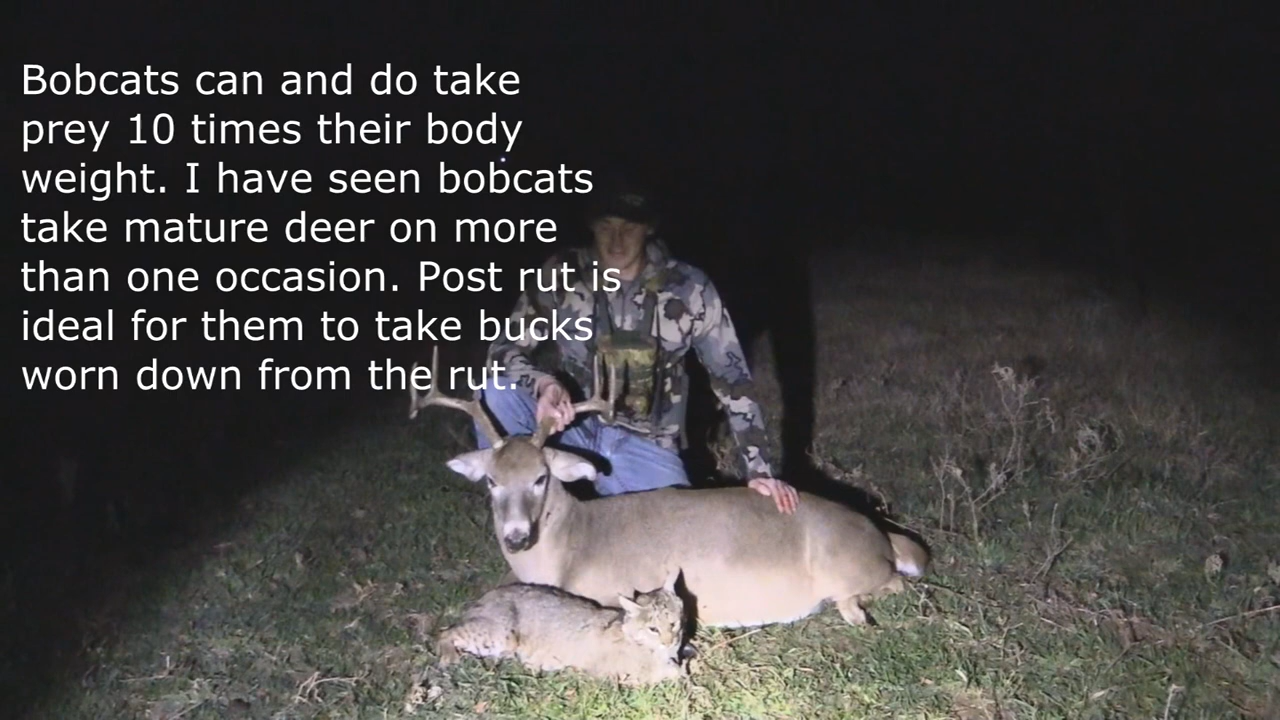 Bobcats can and do take
prey 10 times their body
weight. I have seen bobcats
take mature deer on more
than one occasion. Post rut is
ideal for them to take bucks
worn down from the rut.